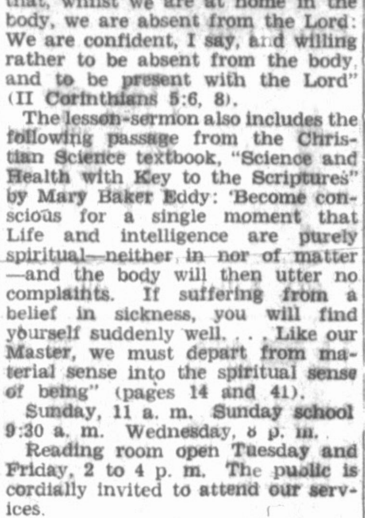 that, whilst we are at home in the
body, we are absent from the Lord:
We are confident, I say, and willing
rather to be absent from the body,
and to be present with the Lord"
(II Corinthians 5:6, 8).
The lesson-sermon also includes the
following passage from the Chris-
tian Science textbook, "Science and
Health with Key to the Scriptures"
by Mary Baker Eddy: 'Become con-
scious for a single moment that
Life and intelligence are purely
spiritual—neither in nor of matter
—and the body will then utter no
complaints. If suffering from a
belief in sickness, you will find
yourself suddenly well. . . . Like our
Master, we must depart from ma-
terial sense into the spiritual sense
of being" (pages 14 and 41).
Sunday, 11 a. m. Sunday school
9:30 a. m. Wednesday, 8 p. m.
Reading room open Tuesday and
Friday, 2 to 4 p. m. The public is
cordially invited to attend our serv-
ices.